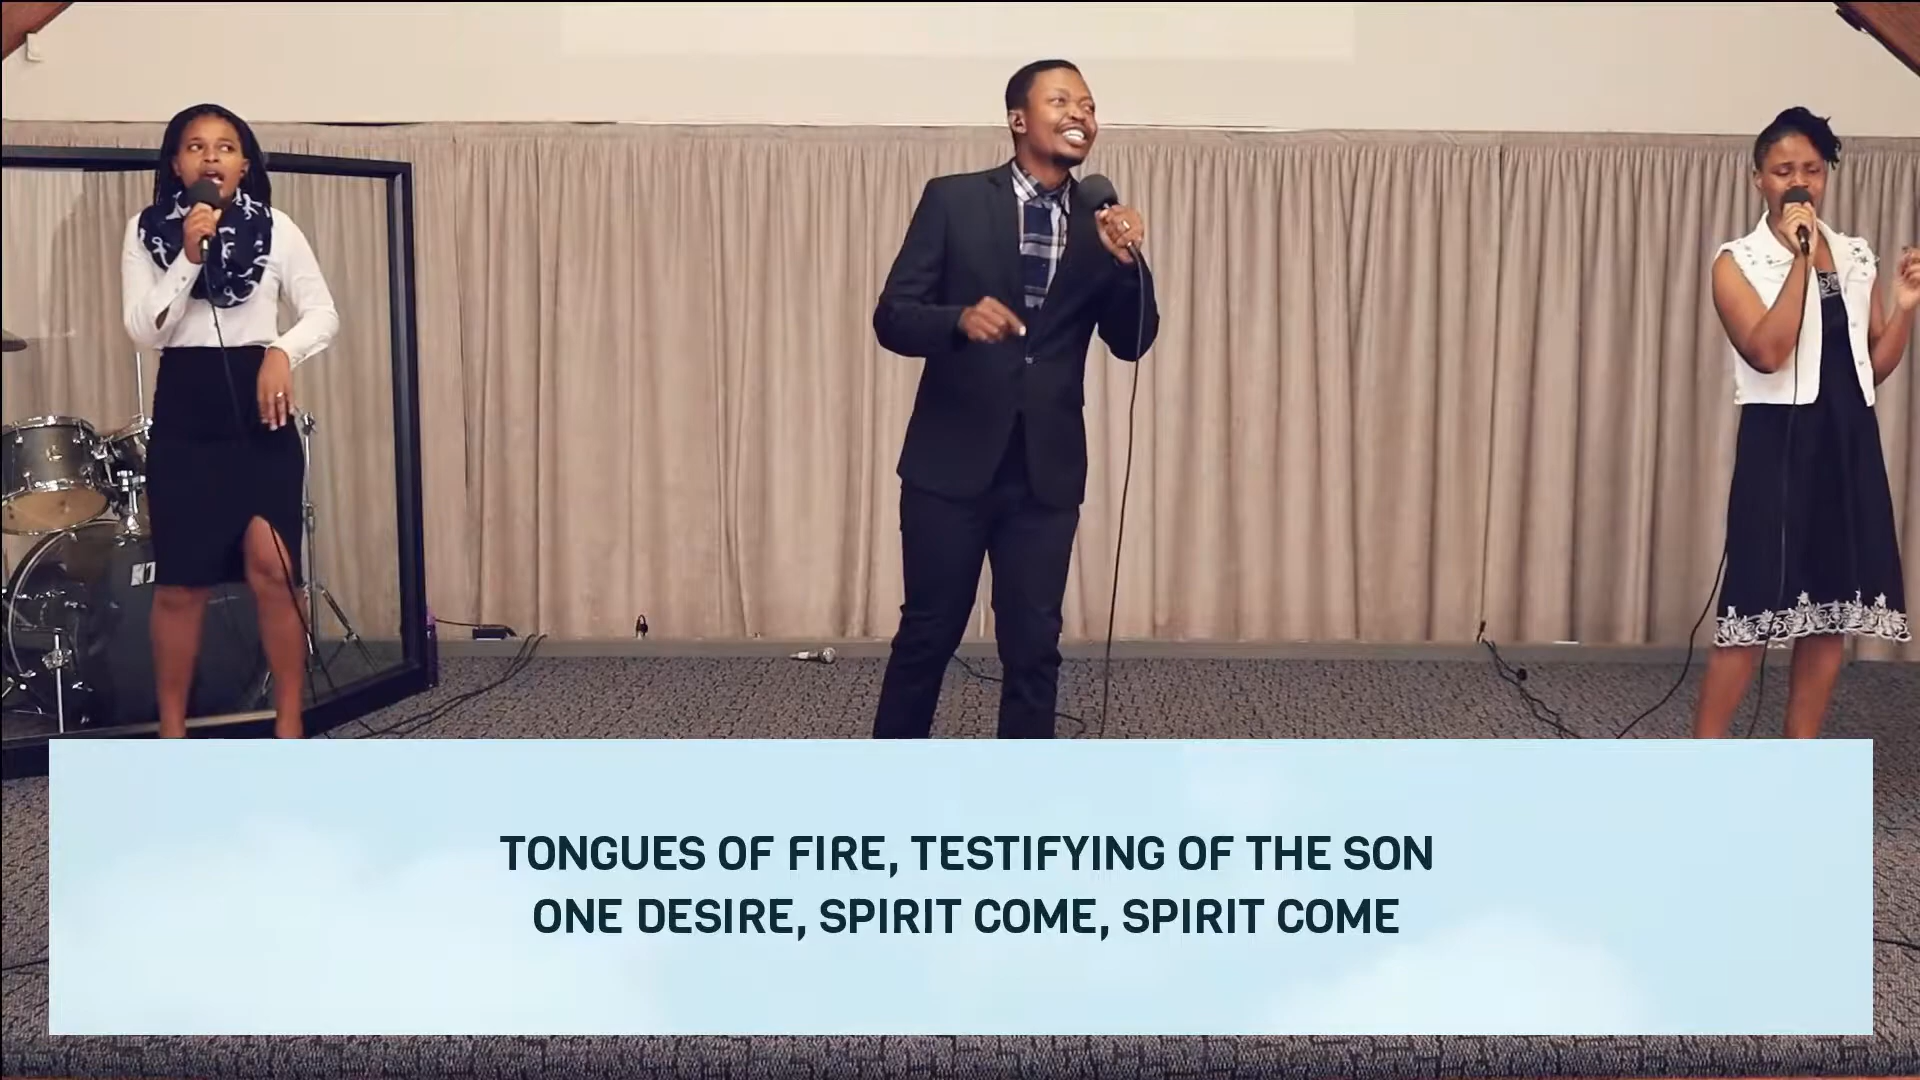 TONGUES OF FIRE, TESTIFYING OF THE SON
ONE DESIRE, SPIRIT COME, SPIRIT COME